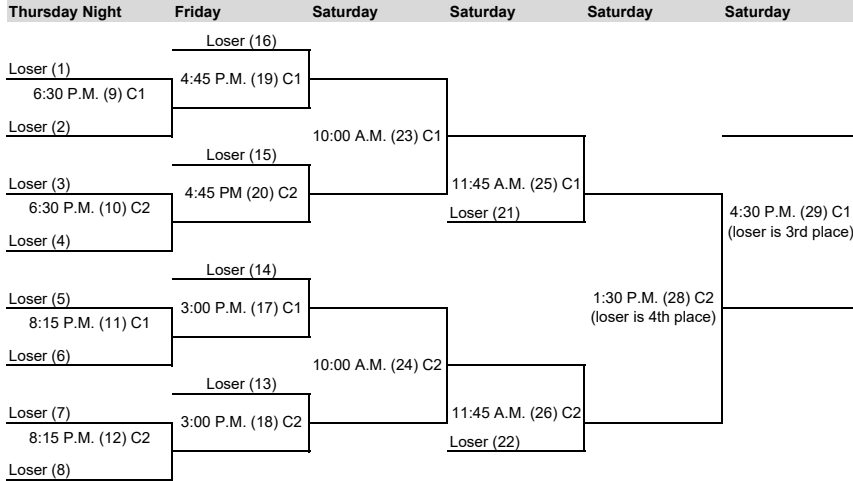 Thursday Night Friday Saturday Saturday Saturday Saturday
Loser (16)
Loser (1)
4:45 P.M. (19) C1
6:30 P.M. (9) C1
Loser (2)
10:00 A.M. (23) C1
Loser (15)
Loser (3)
4:45 PM (20) C2
11:45 A.M. (25) C1
6:30 P.M. (10) C2
Loser (21)
4:30 P.M. (29) C1
(loser is 3rd place)
Loser (4)
Loser (14)
Loser (5)
3:00 P.M. (17) C1
1:30 P.M. (28) C2
(loser is 4th place)
8:15 P.M. (11) C1
Loser (6)
10:00 A.M. (24) C2
Loser (13)
Loser (7)
3:00 P.M. (18) C2
11:45 A.M. (26) C2
8:15 P.M. (12) C2
Loser (22)
Loser (8)